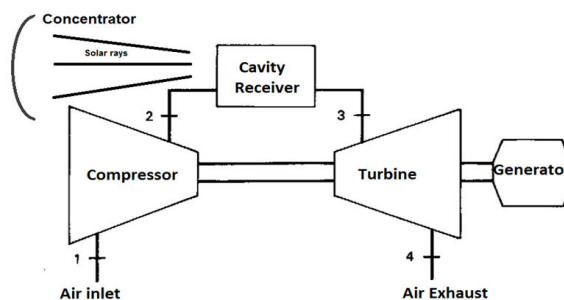 Concentrator
Solar rays
Cavity
Receiver
2
3
Compressor
Turbine
Generato
1
4
Air inlet
Air Exhaust